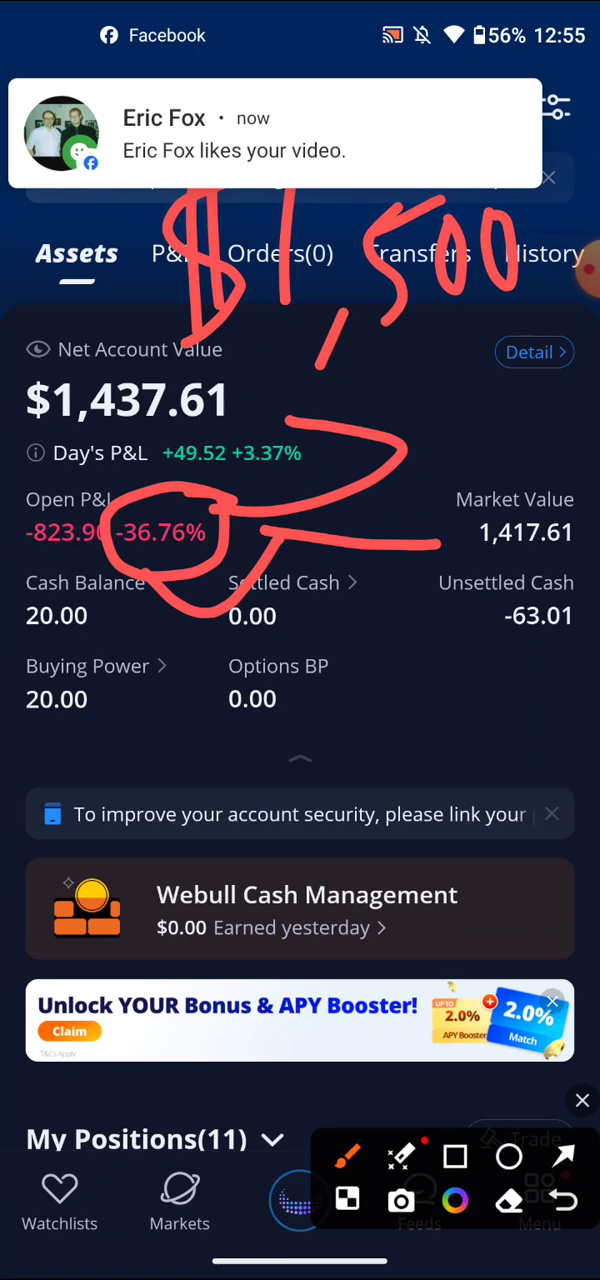 Facebook 56% 12:55
Eric Fox • now
Eric Fox likes your video.
$1,500
Assets P&L Orders(0) Transfers History
Net Account Value Detail >
$1,437.61
Day's P&L +49.52 +3.37%
Open P&L Market Value
-823.90 -36.76% 1,417.61
Cash Balance Settled Cash > Unsettled Cash
20.00 0.00 -63.01
Buying Power > Options BP
20.00 0.00
To improve your account security, please link your
Webull Cash Management
$0.00 Earned yesterday >
Unlock YOUR Bonus & APY Booster!
Claim
T&Cs Apply
UP TO
2.0%
APY Booster
2.0%
Match
My Positions(11) Trade
Watchlists Markets Feeds Menu